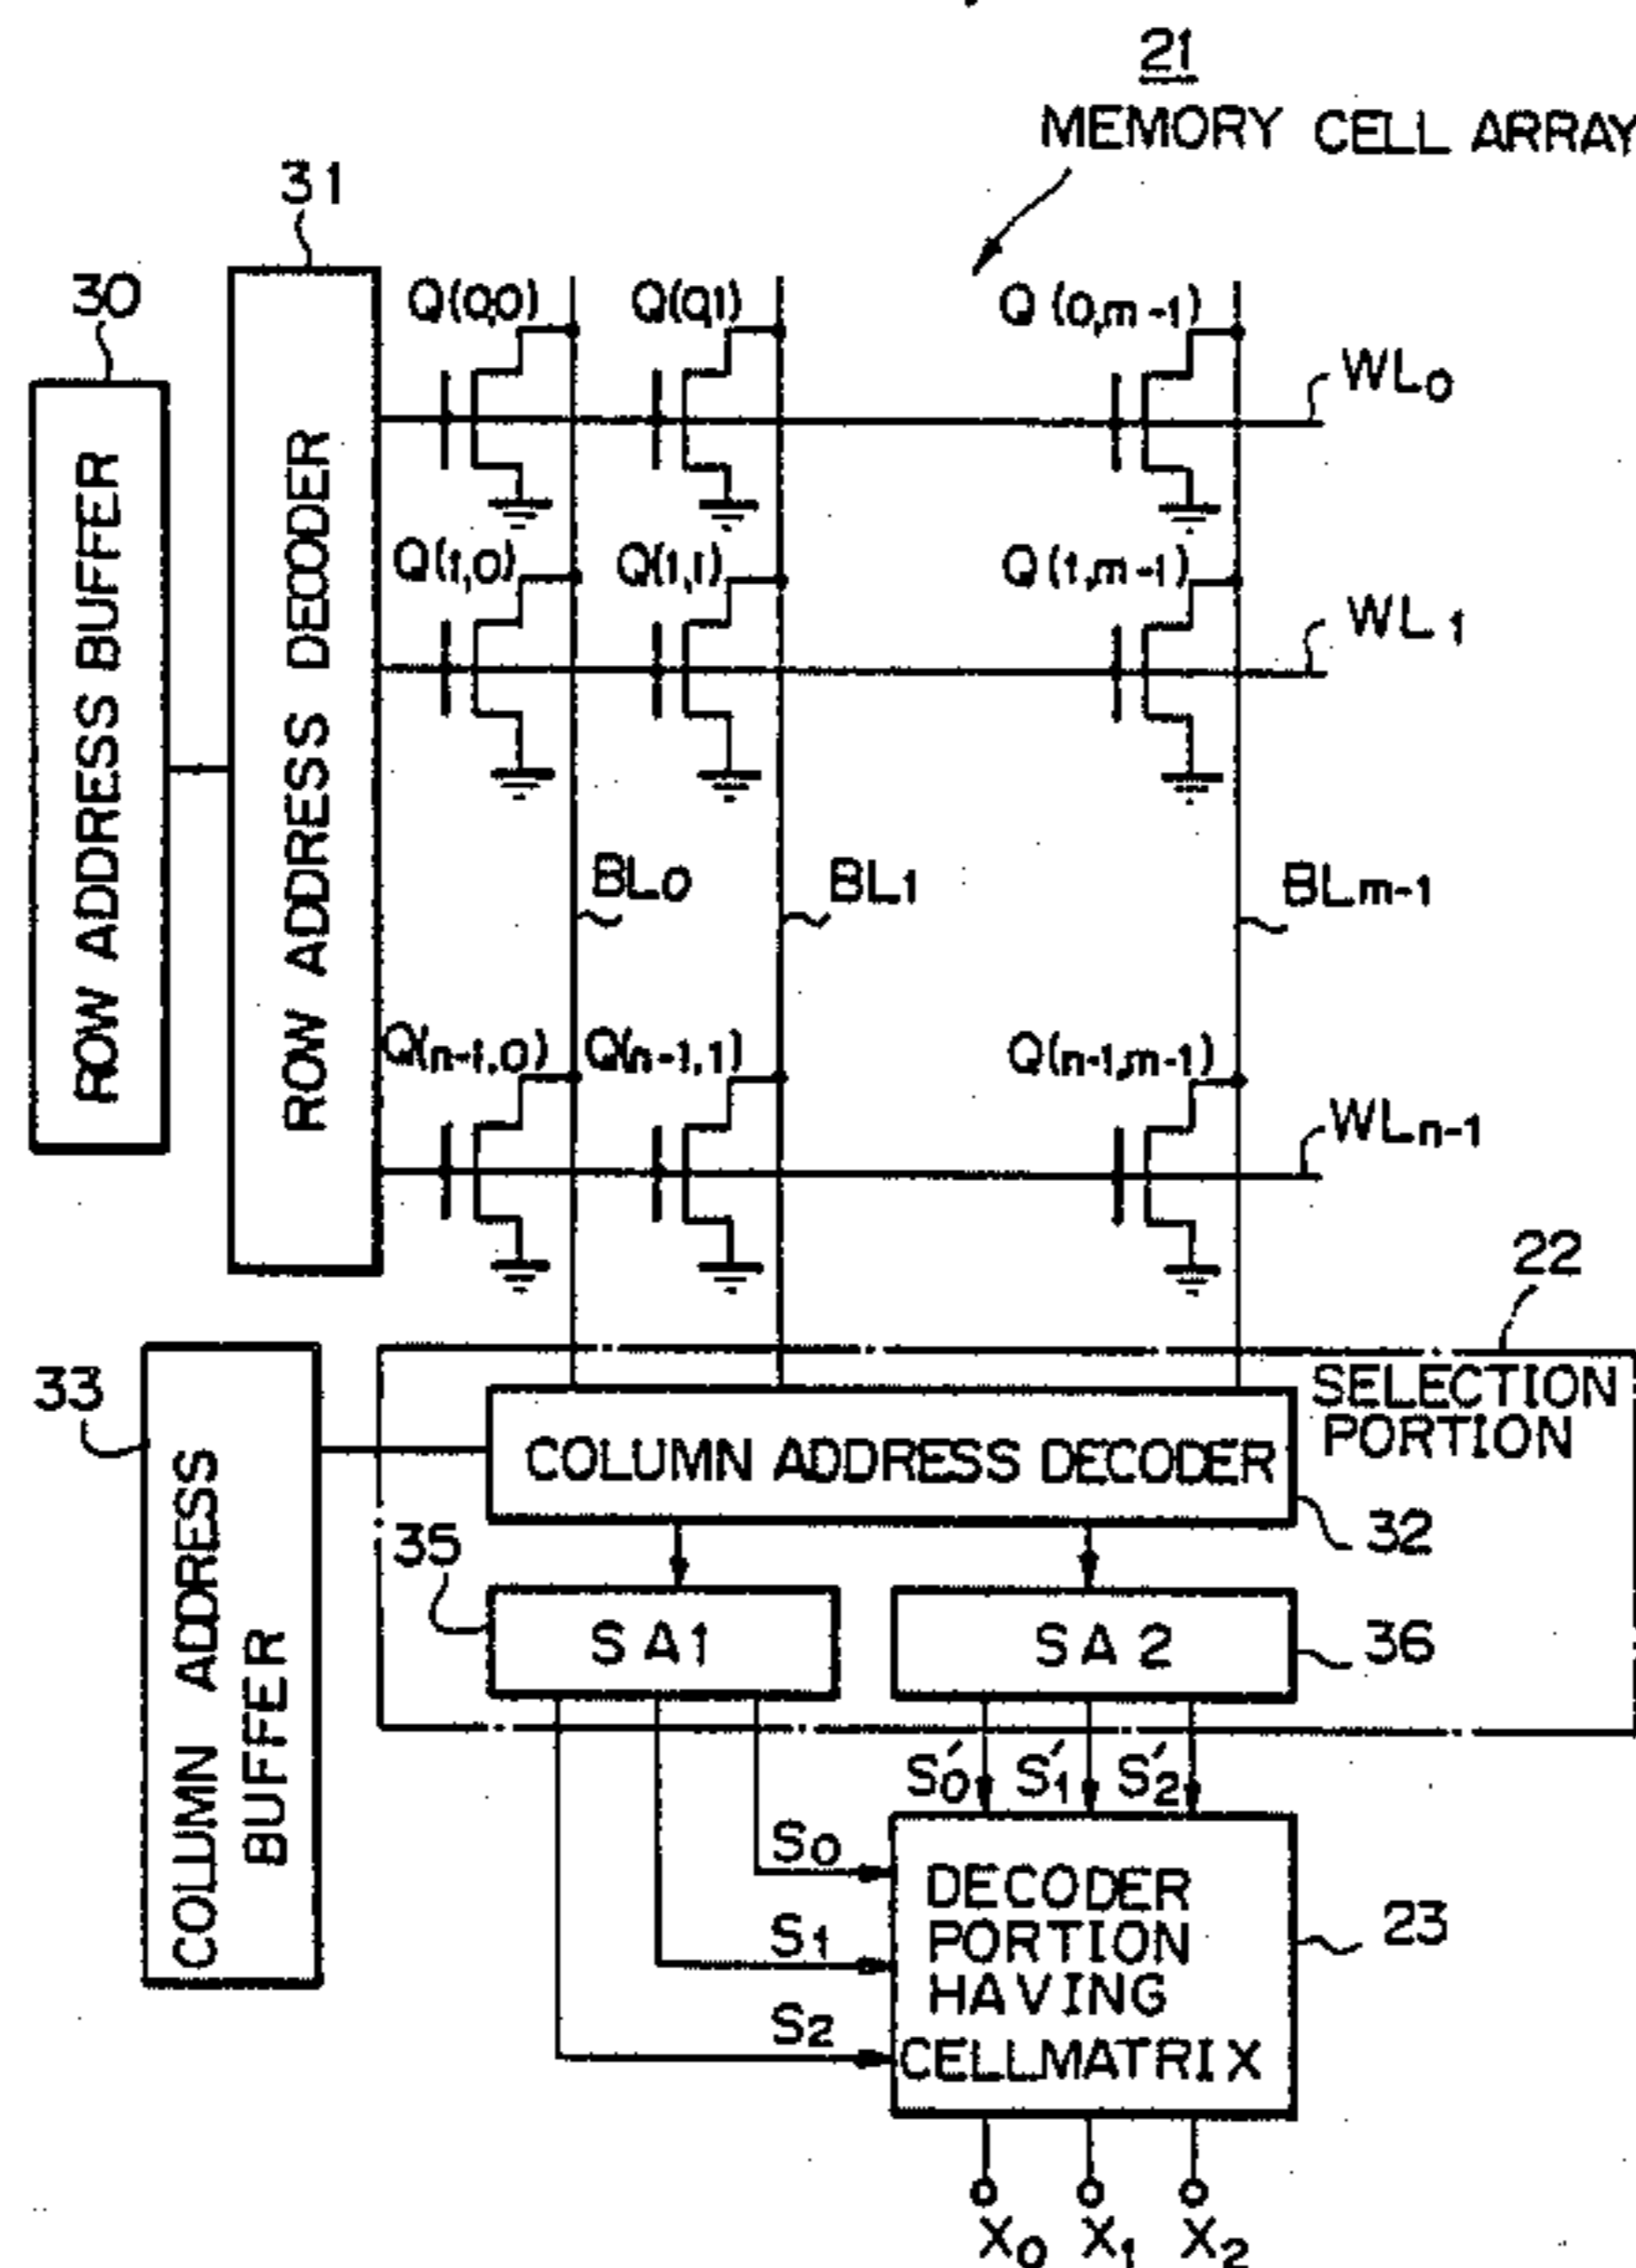 21
MEMORY CELL ARRAY
31
30
Q(0,0)
Q(0,1)
Q(0,m-1)
WL0
ROW ADDRESS BUFFER
ROW ADDRESS DECODER
Q(1,0)
Q(1,1)
Q(1,m-1)
WL1
BL0
BL1
BLm-1
Q(n-1,0)
Q(n-1,1)
Q(n-1,m-1)
WLn-1
22
SELECTION
PORTION
33
COLUMN ADDRESS
BUFFER
COLUMN ADDRESS DECODER
32
35
SA1
SA2
36
S'0
S'1
S'2
S0
S1
S2
DECODER
PORTION
HAVING
CELLMATRIX
23
X0
X1
X2